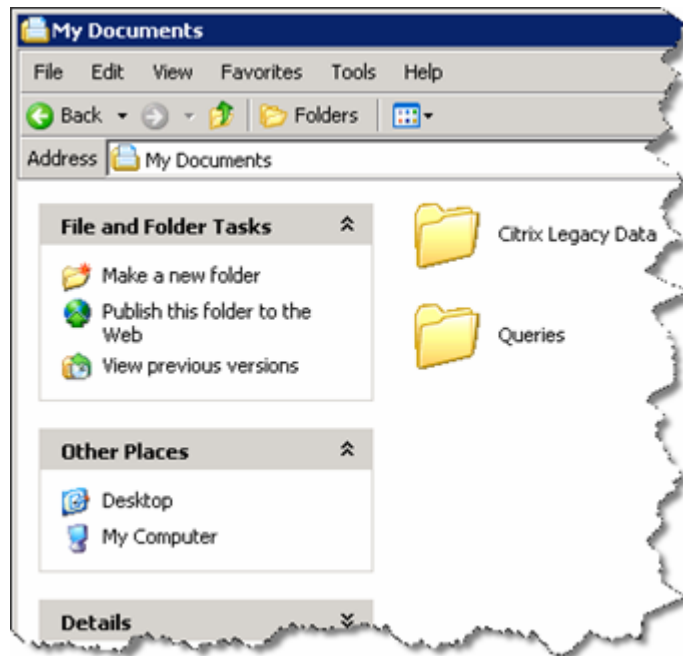 My Documents
File Edit View Favorites Tools Help
Back Folders
Address My Documents
File and Folder Tasks
Make a new folder
Publish this folder to the
Web
View previous versions
Other Places
Desktop
My Computer
Details
Citrix Legacy Data
Queries